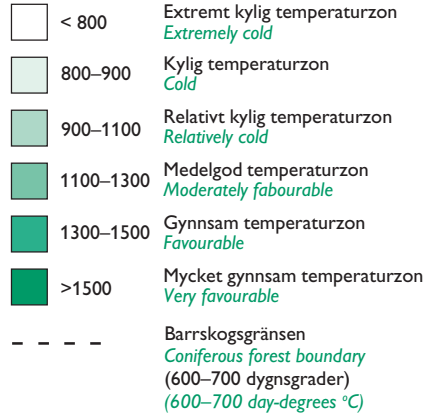 < 800 Extremt kylig temperaturzon
Extremely cold
800–900 Kylig temperaturzon
Cold
900–1100 Relativt kylig temperaturzon
Relatively cold
1100–1300 Medelgod temperaturzon
Moderately fabourable
1300–1500 Gynnsam temperaturzon
Favourable
>1500 Mycket gynnsam temperaturzon
Very favourable
Barrskogsgränsen
Coniferous forest boundary
(600–700 dygnsgrader)
(600–700 day-degrees °C)